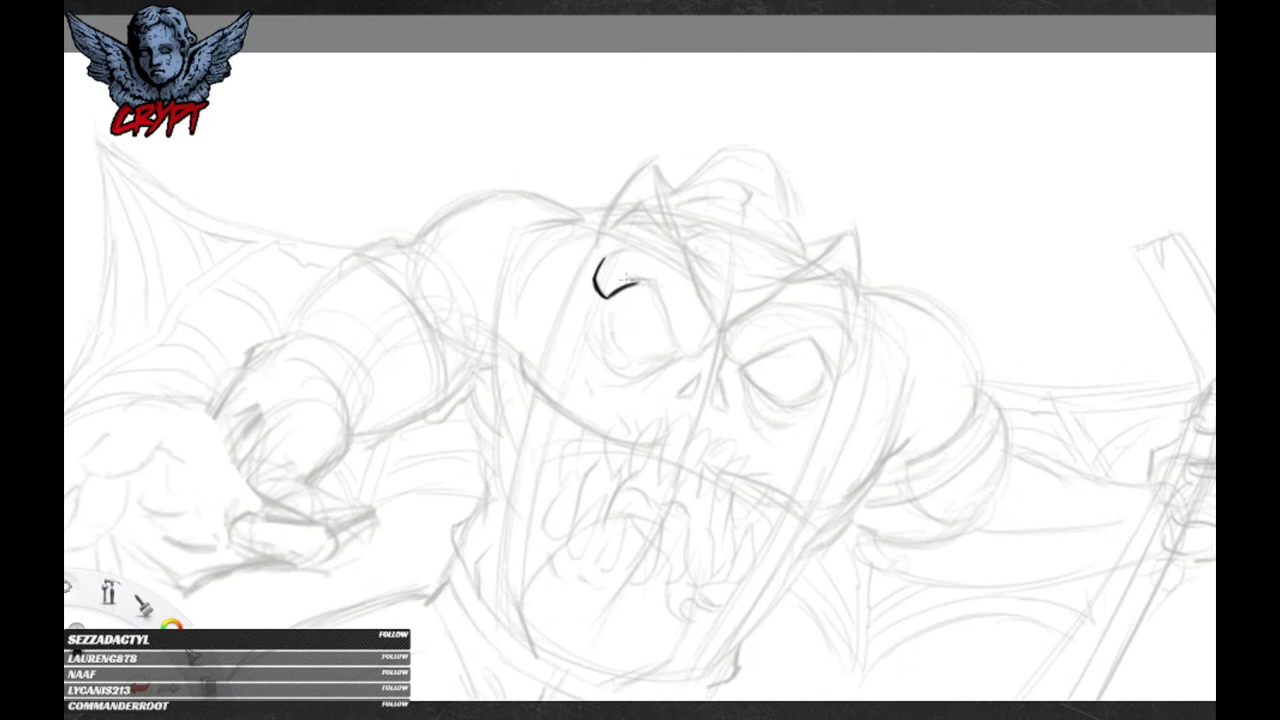 CRYPT
SEZZADACTYL FOLLOW
LAURENG878 FOLLOW
NAAF FOLLOW
LYCANIS213 FOLLOW
COMMANDERROOT FOLLOW